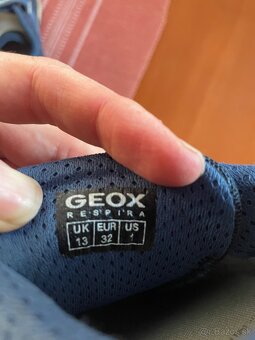 GEOX
RESPIRA
UK EUR US
13 32 1